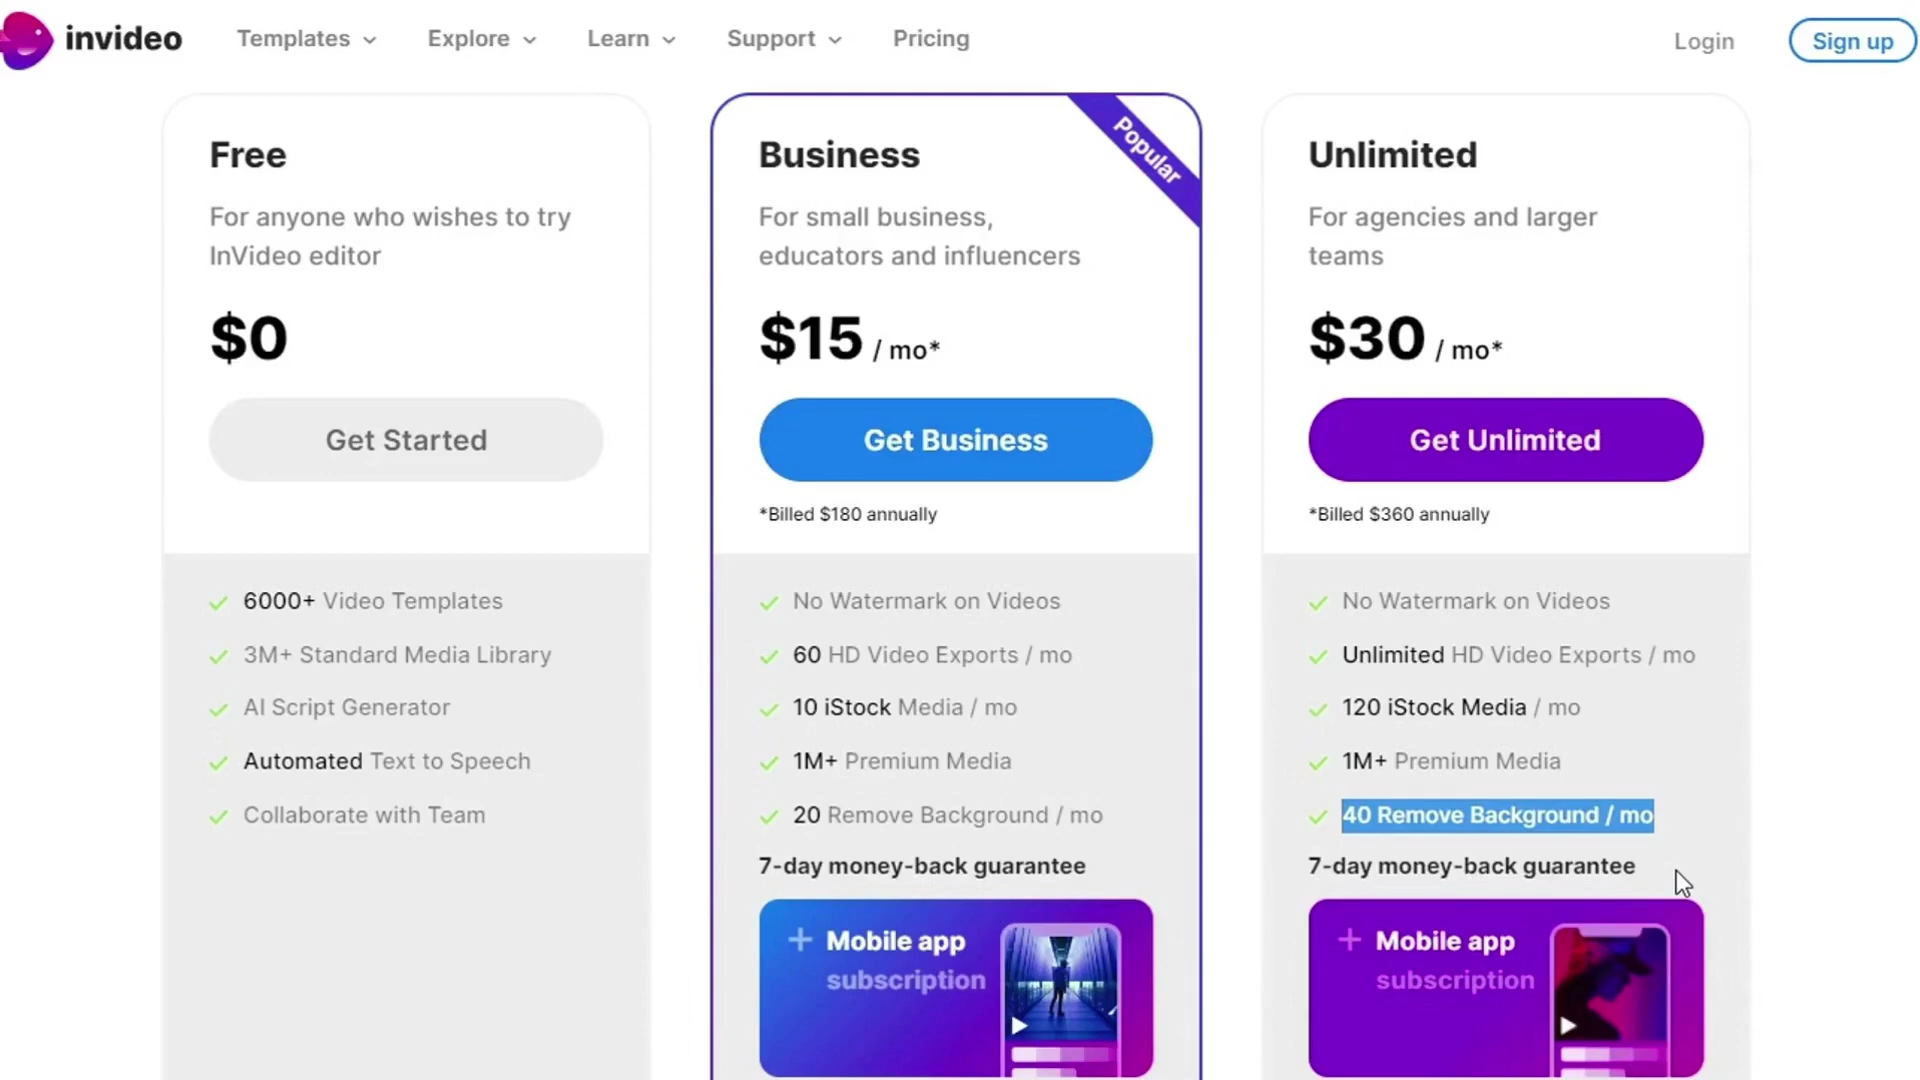 invideo
Templates
Explore
Learn
Support
Pricing
Login
Sign up
Free
For anyone who wishes to try
InVideo editor
$0
Get Started
6000+ Video Templates
3M+ Standard Media Library
AI Script Generator
Automated Text to Speech
Collaborate with Team
Popular
Business
For small business,
educators and influencers
$15 / mo*
Get Business
*Billed $180 annually
No Watermark on Videos
60 HD Video Exports / mo
10 iStock Media / mo
1M+ Premium Media
20 Remove Background / mo
7-day money-back guarantee
+ Mobile app
subscription
Unlimited
For agencies and larger
teams
$30 / mo*
Get Unlimited
*Billed $360 annually
No Watermark on Videos
Unlimited HD Video Exports / mo
120 iStock Media / mo
1M+ Premium Media
40 Remove Background / mo
7-day money-back guarantee
+ Mobile app
subscription